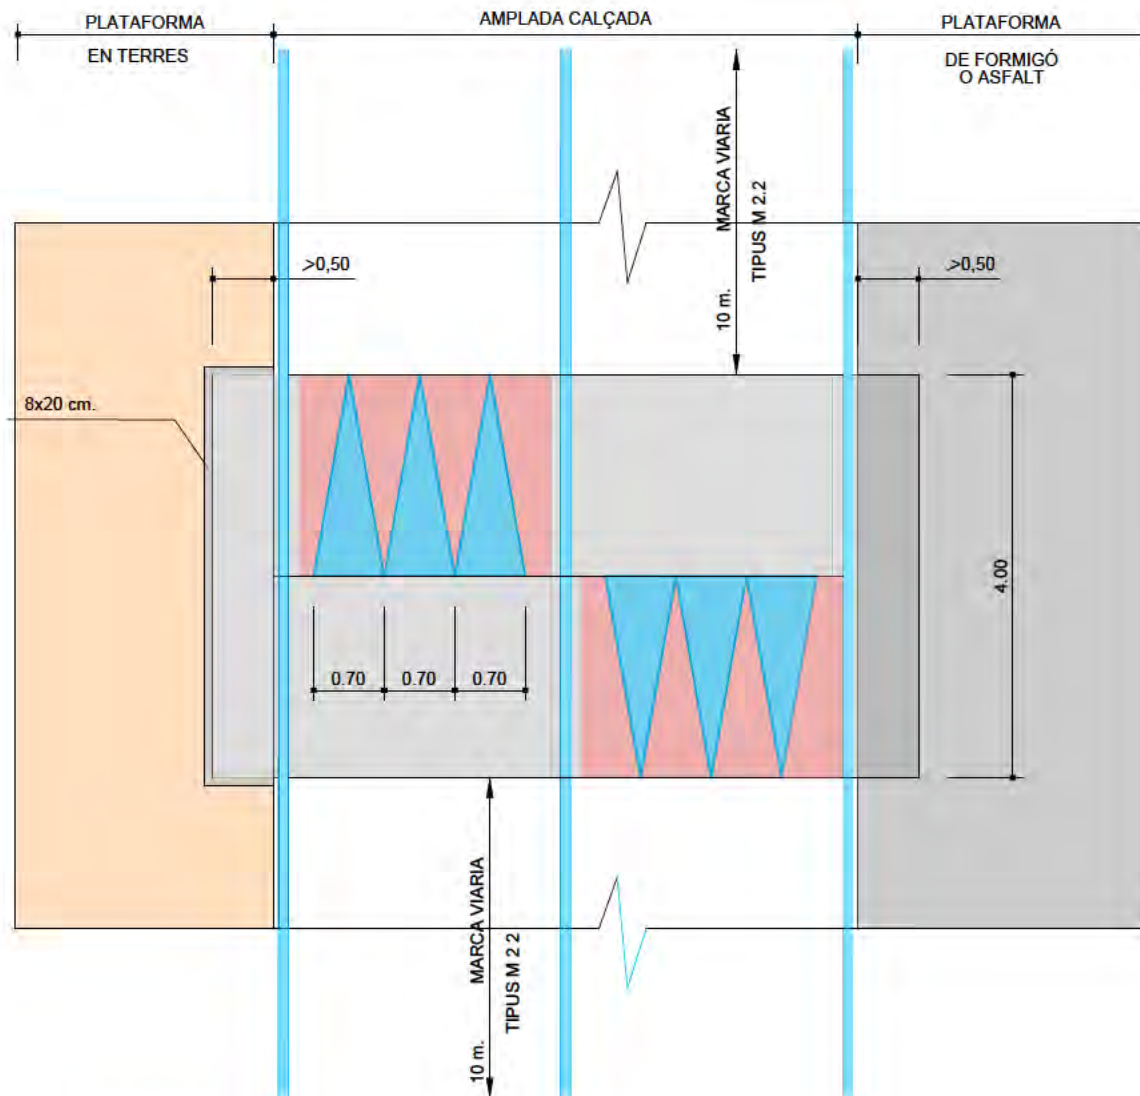 PLATAFORMA
EN TERRES
AMPLADA CALÇADA
PLATAFORMA
DE FORMIGÓ
O ASFALT
10 m. MARCA VIARIA
TIPUS M 2.2
>0,50
>0,50
8x20 cm.
4.00
0.70 0.70 0.70
10 m. MARCA VIARIA
TIPUS M 2 2